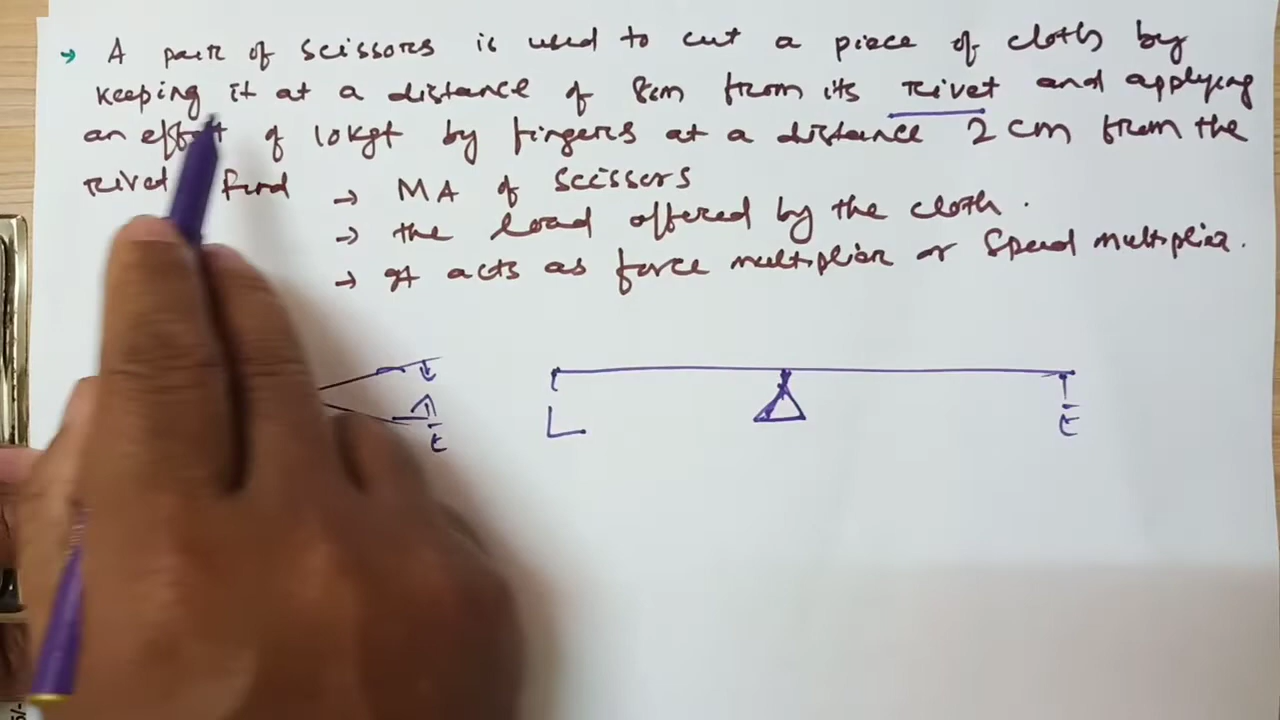 → A pair of scissors is used to cut a piece of cloth by
keeping it at a distance of 8cm from its rivet and applying
an effort of 10kgf by fingers at a distance 2 cm from the
rivet find → MA of scissors
→ the load offered by the cloth.
→ It acts as force multiplier or speed multiplier.
E
L E